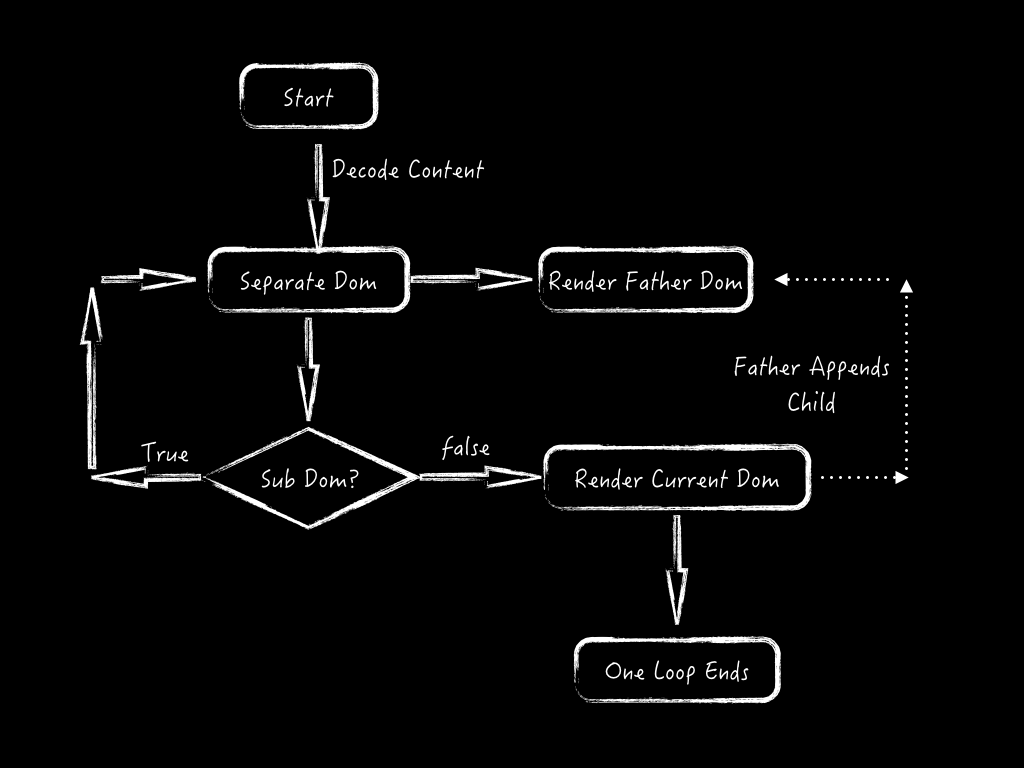 Start
Decode Content
Separate Dom
Render Father Dom
Father Appends
Child
True
false
Sub Dom?
Render Current Dom
One Loop Ends